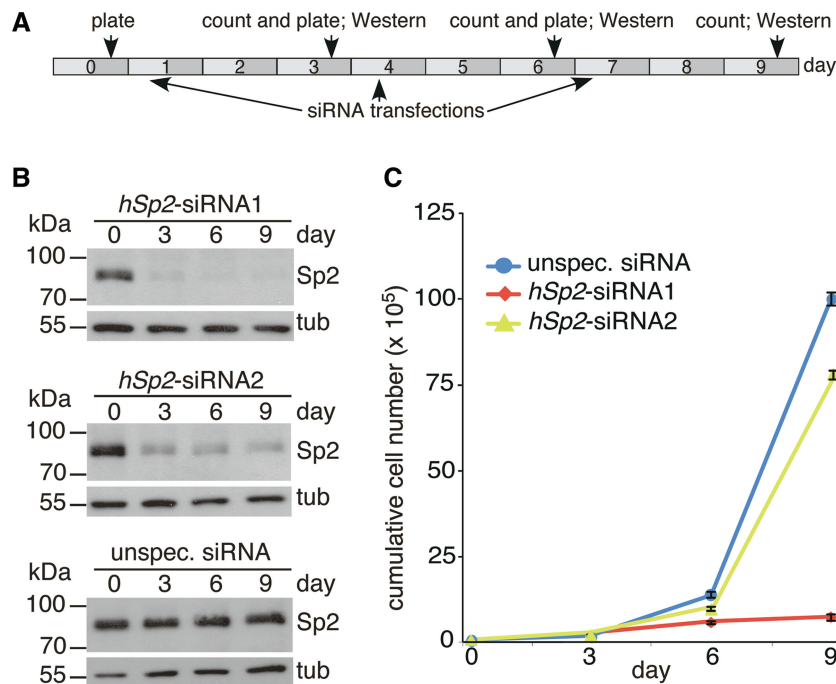 A
plate
count and plate; Western
count and plate; Western
count; Western
0 1 2 3 4 5 6 7 8 9 day
siRNA transfections
B
hSp2-siRNA1
kDa
0 3 6 9 day
100
Sp2
70
55
tub
hSp2-siRNA2
kDa
0 3 6 9 day
100
Sp2
70
55
tub
unspec. siRNA
kDa
0 3 6 9 day
100
Sp2
70
55
tub
C
cumulative cell number (x 10⁵)
125
100
75
50
25
0
unspec. siRNA
hSp2-siRNA1
hSp2-siRNA2
0 3 6 9
day